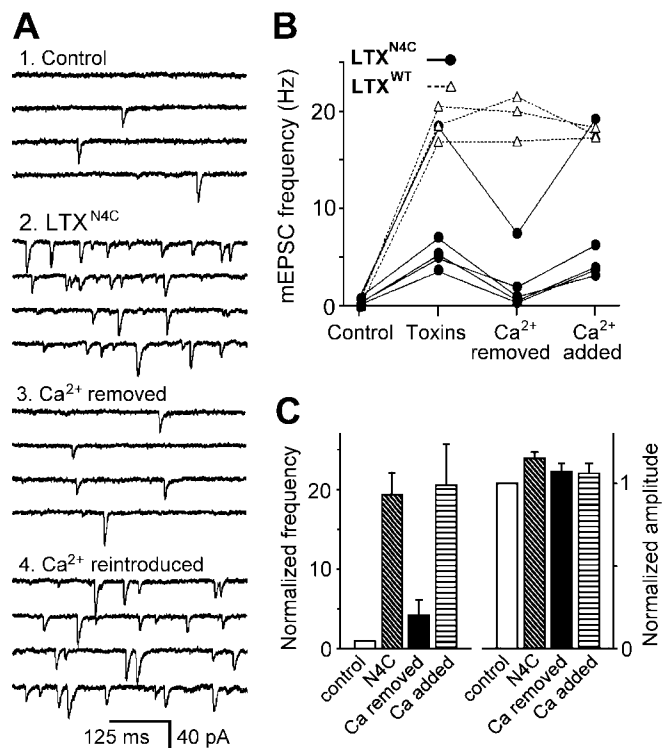 A
1. Control
2. LTX^N4C
3. Ca²⁺ removed
4. Ca²⁺ reintroduced
125 ms
40 pA
B
LTX^N4C
LTX^WT
mEPSC frequency (Hz)
20
10
0
Control
Toxins
Ca²⁺ removed
Ca²⁺ added
C
Normalized frequency
20
10
0
control
N4C
Ca removed
Ca added
control
N4C
Ca removed
Ca added
1
0
Normalized amplitude